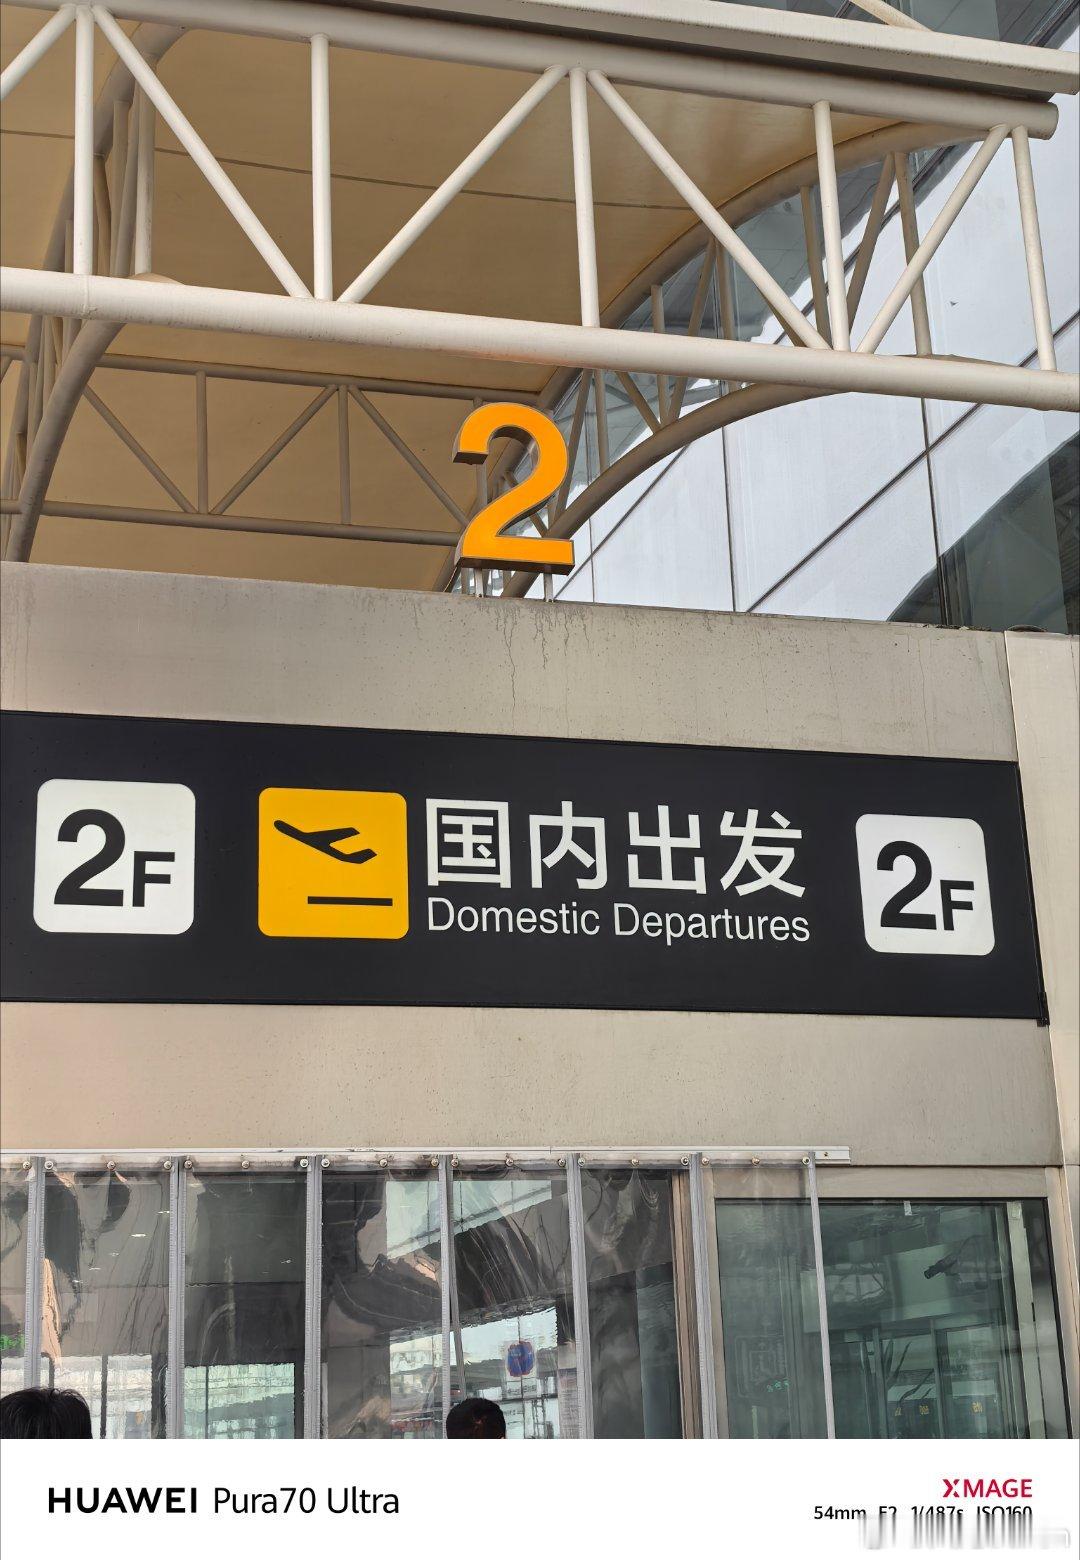 2
2F
国内出发
Domestic Departures
2F
HUAWEI Pura70 Ultra
XMAGE
54mm F2 1/487s ISO160